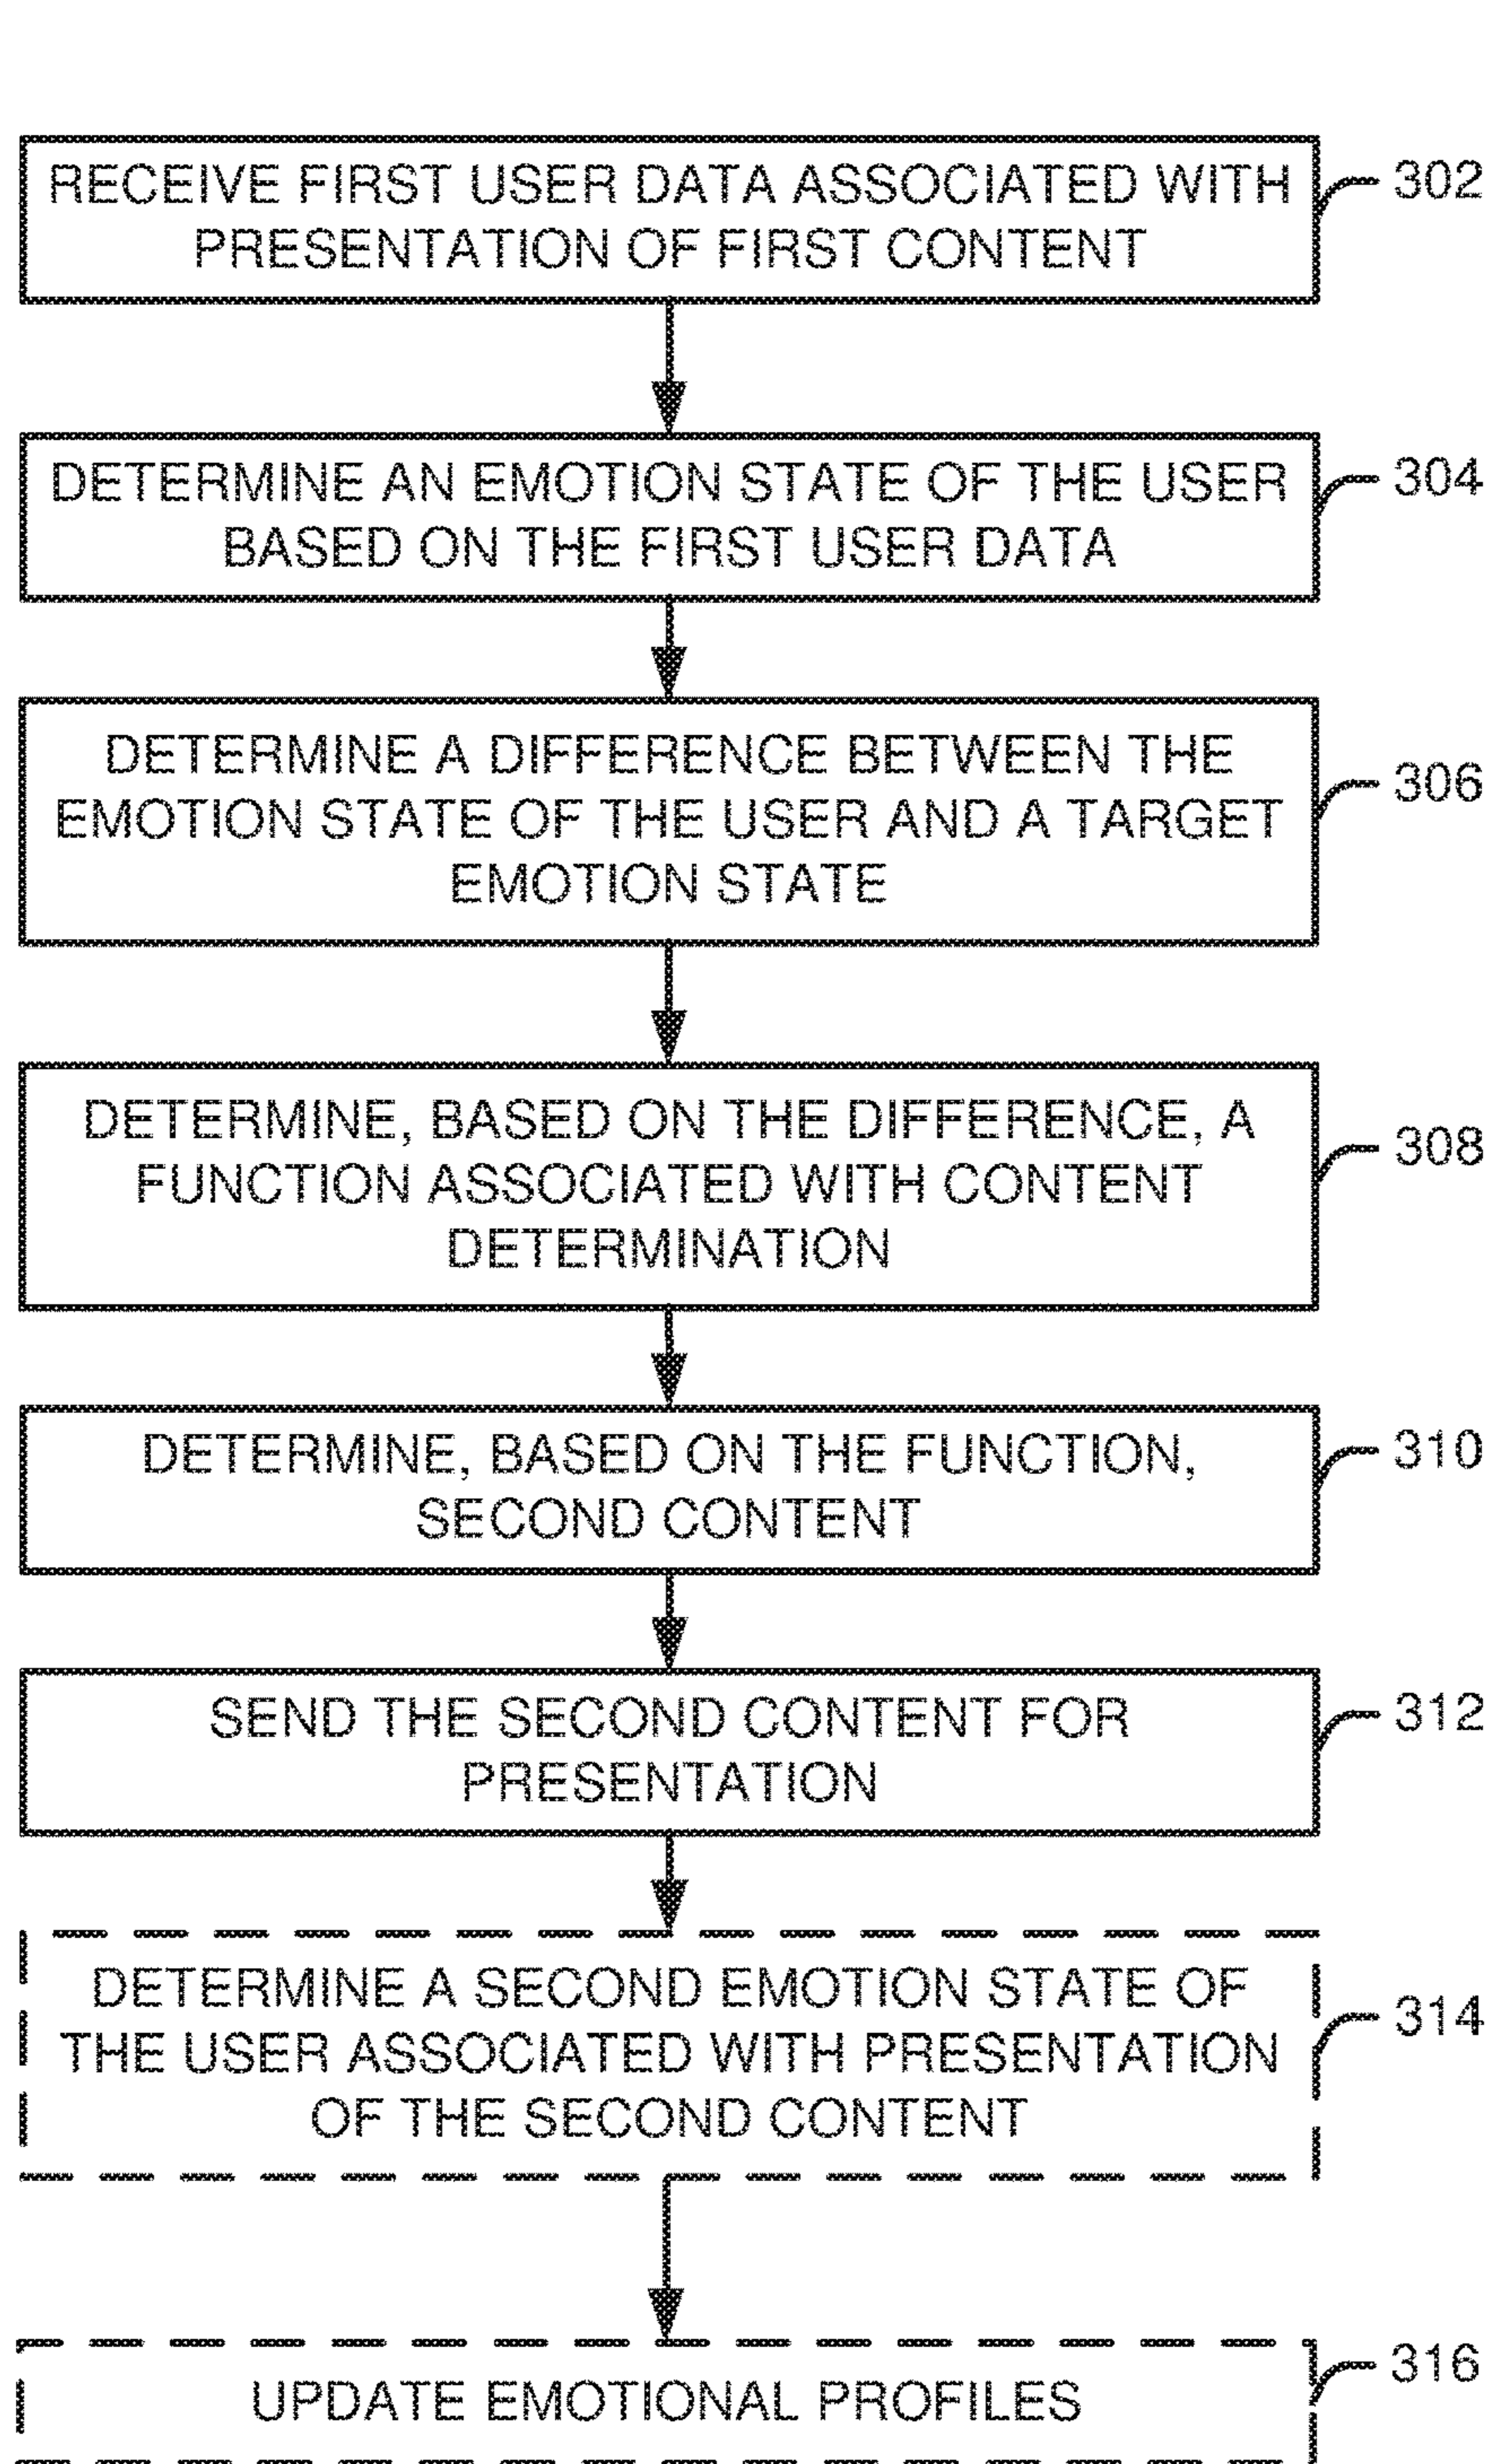 RECEIVE FIRST USER DATA ASSOCIATED WITH
PRESENTATION OF FIRST CONTENT
302
DETERMINE AN EMOTION STATE OF THE USER
BASED ON THE FIRST USER DATA
304
DETERMINE A DIFFERENCE BETWEEN THE
EMOTION STATE OF THE USER AND A TARGET
EMOTION STATE
306
DETERMINE, BASED ON THE DIFFERENCE, A
FUNCTION ASSOCIATED WITH CONTENT
DETERMINATION
308
DETERMINE, BASED ON THE FUNCTION,
SECOND CONTENT
310
SEND THE SECOND CONTENT FOR
PRESENTATION
312
DETERMINE A SECOND EMOTION STATE OF
THE USER ASSOCIATED WITH PRESENTATION
OF THE SECOND CONTENT
314
UPDATE EMOTIONAL PROFILES
316